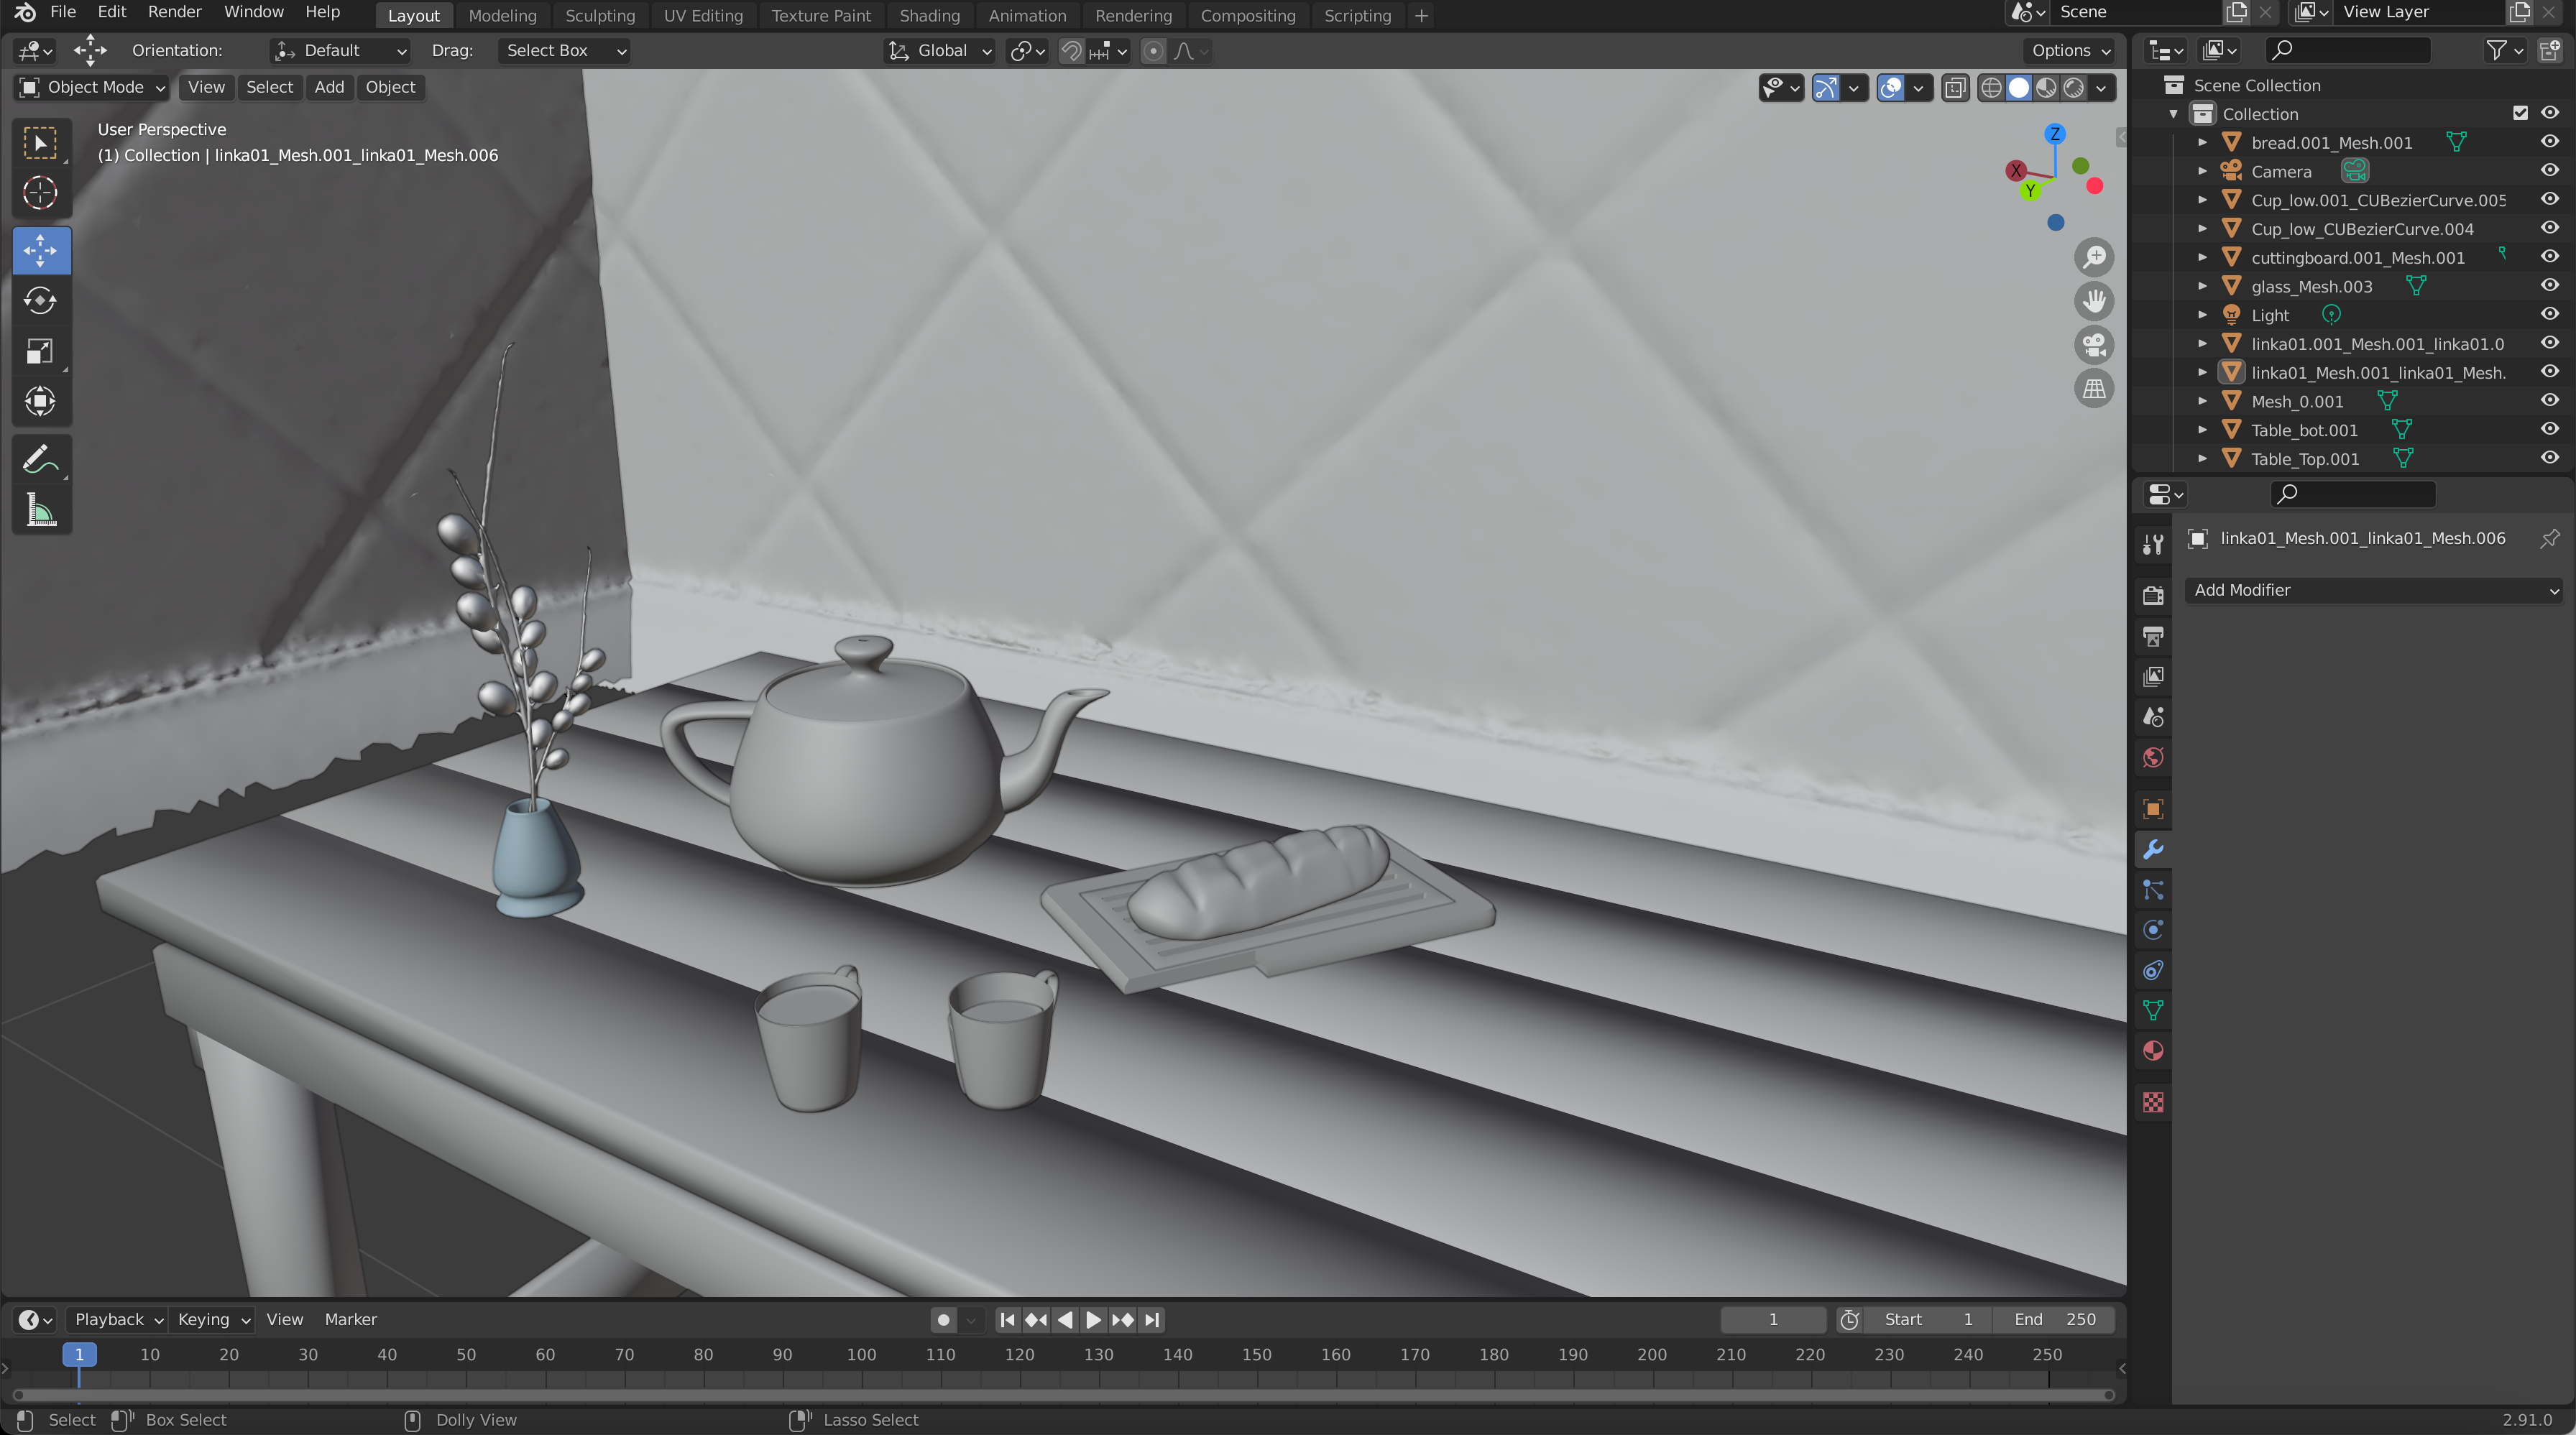 File Edit Render Window Help Layout Modeling Sculpting UV Editing Texture Paint Shading Animation Rendering Compositing Scripting + Scene View Layer
Orientation: Default Drag: Select Box Global Options
Object Mode View Select Add Object
User Perspective
(1) Collection | linka01_Mesh.001_linka01_Mesh.006
Z
X
Y
Scene Collection
Collection
bread.001_Mesh.001
Camera
Cup_low.001_CUBezierCurve.005
Cup_low_CUBezierCurve.004
cuttingboard.001_Mesh.001
glass_Mesh.003
Light
linka01.001_Mesh.001_linka01.0
linka01_Mesh.001_linka01_Mesh.
Mesh_0.001
Table_bot.001
Table_Top.001
linka01_Mesh.001_linka01_Mesh.006
Add Modifier
Playback Keying View Marker 1 Start 1 End 250
1 10 20 30 40 50 60 70 80 90 100 110 120 130 140 150 160 170 180 190 200 210 220 230 240 250
Select Box Select Dolly View Lasso Select 2.91.0